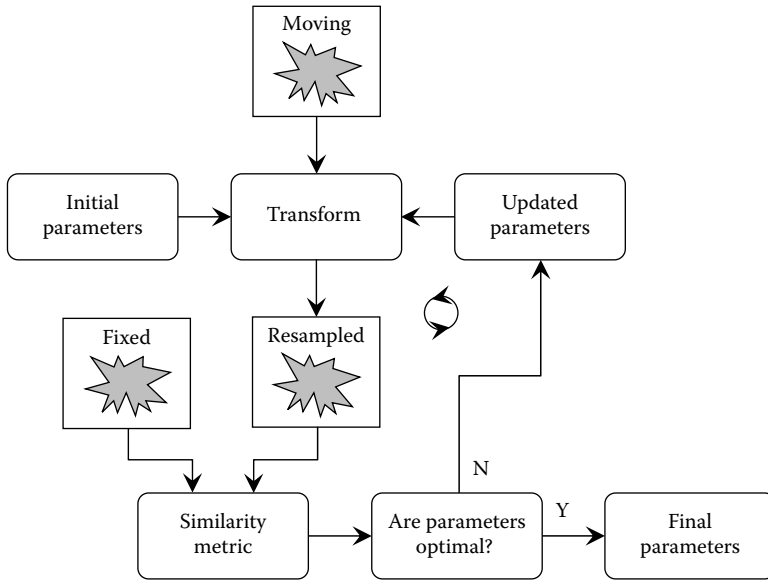 Moving
Initial
parameters
Transform
Updated
parameters
Fixed
Resampled
N
Similarity
metric
Are parameters
optimal?
Y
Final
parameters